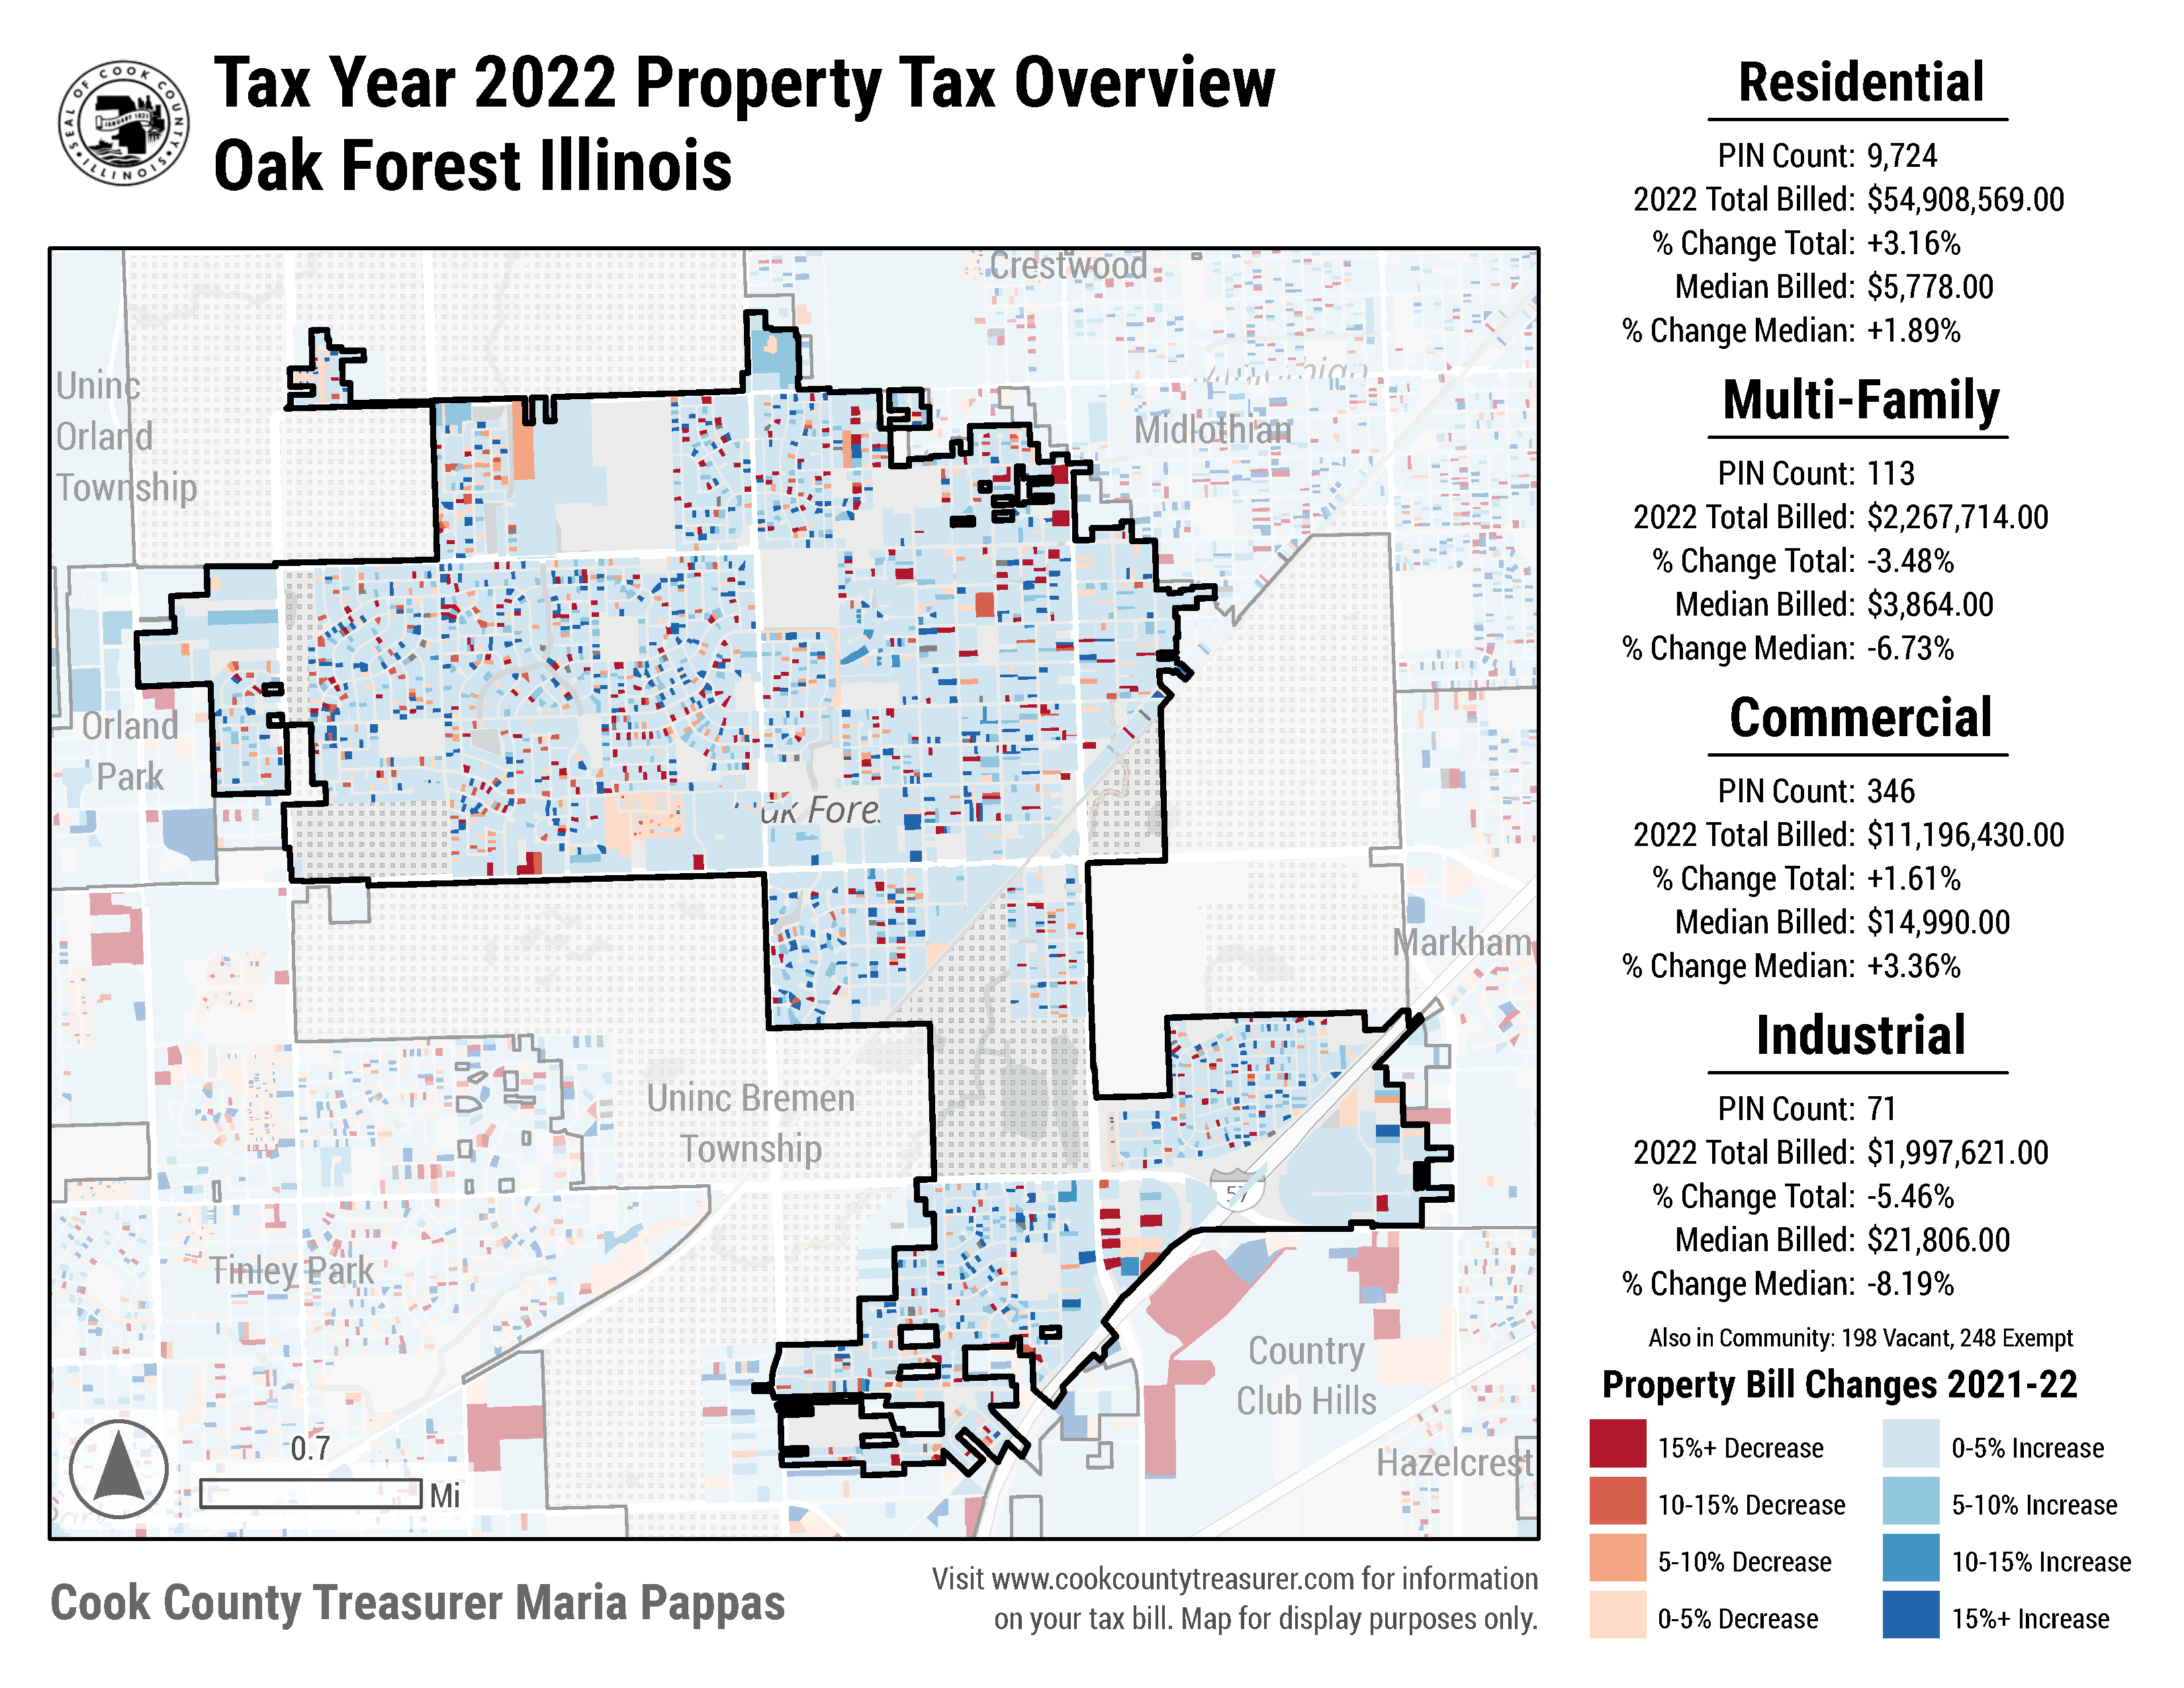 SEAL OF COOK COUNTY
ILLINOIS
JANUARY 1831
Tax Year 2022 Property Tax Overview
Oak Forest Illinois
Crestwood
Uninc
Orland
Township
Midlothian
Orland
Park
Markham
Uninc Bremen
Township
57
Tinley Park
Country
Club Hills
Hazelcrest
0.7
Mi
Cook County Treasurer Maria Pappas
Visit www.cookcountytreasurer.com for information
on your tax bill. Map for display purposes only.
Residential
PIN Count: 9,724
2022 Total Billed: $54,908,569.00
% Change Total: +3.16%
Median Billed: $5,778.00
% Change Median: +1.89%
Multi-Family
PIN Count: 113
2022 Total Billed: $2,267,714.00
% Change Total: -3.48%
Median Billed: $3,864.00
% Change Median: -6.73%
Commercial
PIN Count: 346
2022 Total Billed: $11,196,430.00
% Change Total: +1.61%
Median Billed: $14,990.00
% Change Median: +3.36%
Industrial
PIN Count: 71
2022 Total Billed: $1,997,621.00
% Change Total: -5.46%
Median Billed: $21,806.00
% Change Median: -8.19%
Also in Community: 198 Vacant, 248 Exempt
Property Bill Changes 2021-22
15%+ Decrease
10-15% Decrease
5-10% Decrease
0-5% Decrease
0-5% Increase
5-10% Increase
10-15% Increase
15%+ Increase